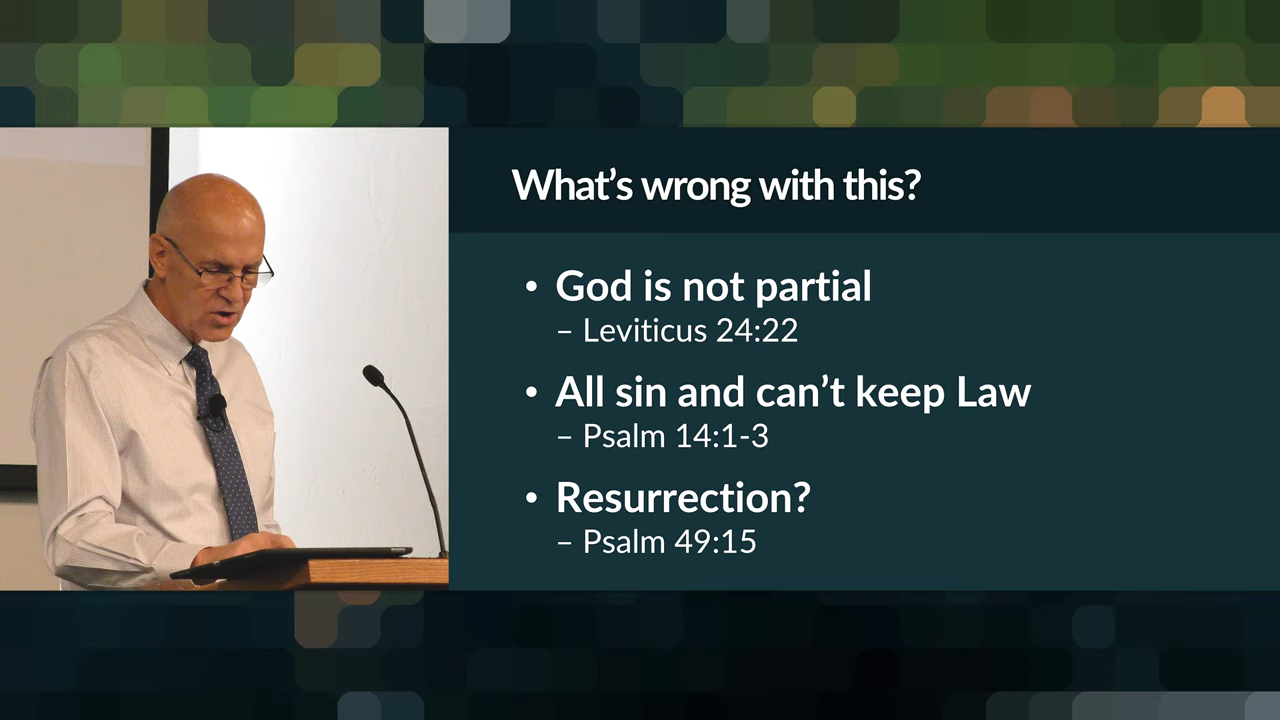 What’s wrong with this?
• God is not partial
– Leviticus 24:22
• All sin and can’t keep Law
– Psalm 14:1-3
• Resurrection?
– Psalm 49:15